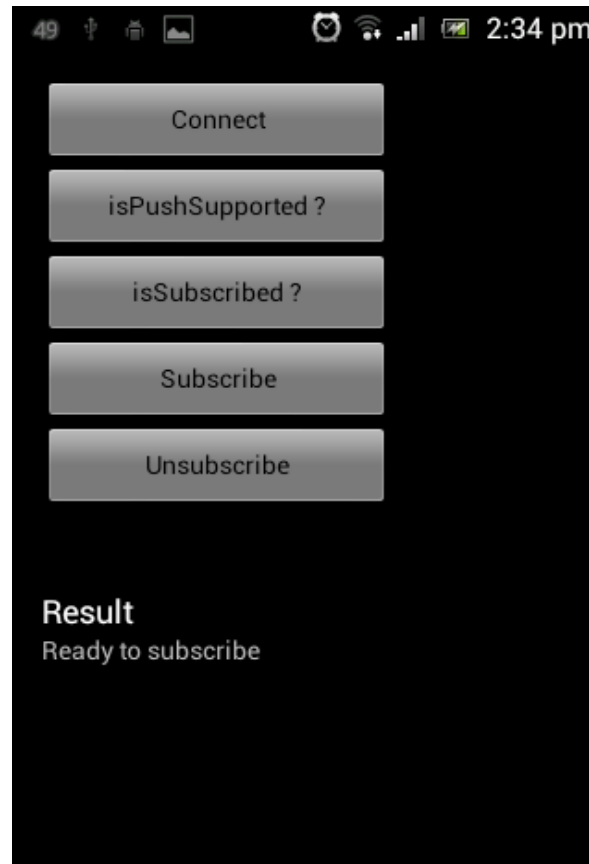 49 2:34 pm
Connect
isPushSupported ?
isSubscribed ?
Subscribe
Unsubscribe
Result
Ready to subscribe